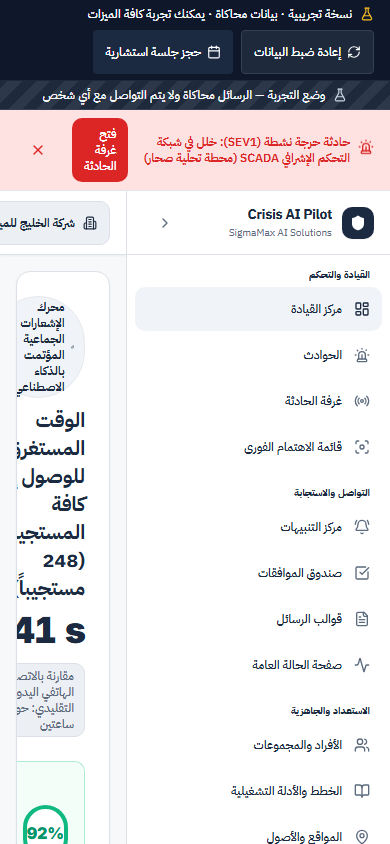 نسخة تجريبية · بيانات محاكاة · يمكنك تجربة كافة الميزات
إعادة ضبط البيانات
حجز جلسة استشارية
وضع التجربة — الرسائل محاكاة ولا يتم التواصل مع أي شخص
حادثة حرجة نشطة (SEV1): خلل في شبكة
التحكم الإشرافي SCADA (محطة تحلية صحار)
فتح
غرفة
الحادثة
Crisis AI Pilot
SigmaMax AI Solutions
القيادة والتحكم
مركز القيادة
الحوادث
غرفة الحادثة
قائمة الاهتمام الفوري
التواصل والاستجابة
مركز التنبيهات
صندوق الموافقات
قوالب الرسائل
صفحة الحالة العامة
الاستعداد والجاهزية
الأفراد والمجموعات
الخطط والأدلة التشغيلية
المواقع والأصول
شركة الخليج
محرك
الإشعارات
الجماعية
المؤتمت
بالذكاء
الاصطناعي
الوقت
المستغرق
للوصول
كافة
(248
مستجيباً)
41 s
مقارنة
الهاتفي
التقليدي:
ساعتين
92%